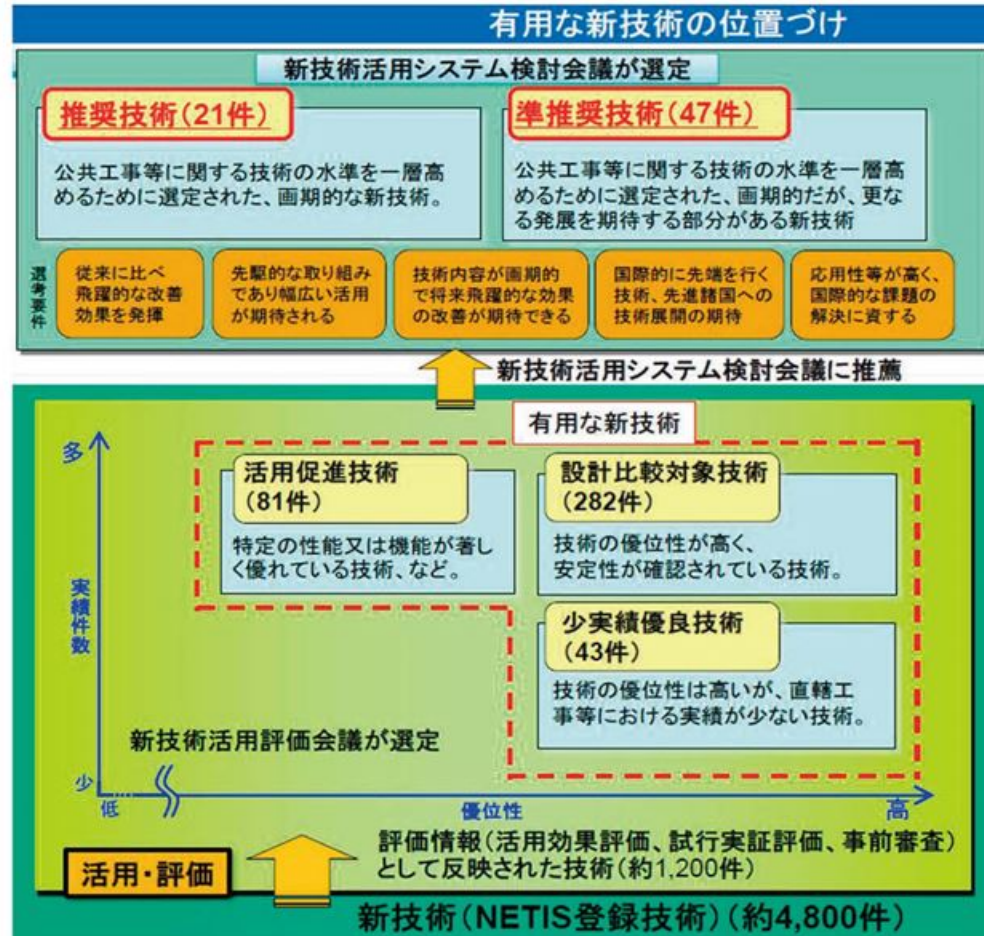 有用な新技術の位置づけ
新技術活用システム検討会議が選定
推奨技術(21件)
公共工事等に関する技術の水準を一層高
めるために選定された、画期的な新技術。
準推奨技術(47件)
公共工事等に関する技術の水準を一層高
めるために選定された、画期的だが、更な
る発展を期待する部分がある新技術
選考要件
従来に比べ
飛躍的な改善
効果を発揮
先駆的な取り組み
であり幅広い活用
が期待される
技術内容が画期的
で将来飛躍的な効果
の改善が期待できる
国際的に先端を行く
技術、先進諸国への
技術展開の期待
応用性等が高く、
国際的な課題の
解決に資する
新技術活用システム検討会議に推薦
有用な新技術
多
活用促進技術
(81件)
特定の性能又は機能が著し
く優れている技術、など。
設計比較対象技術
(282件)
技術の優位性が高く、
安定性が確認されている技術。
実績件数
少実績優良技術
(43件)
技術の優位性は高いが、直轄工
事等における実績が少ない技術。
新技術活用評価会議が選定
少
低
優位性
高
評価情報(活用効果評価、試行実証評価、事前審査)
として反映された技術(約1,200件)
活用・評価
新技術(NETIS登録技術)(約4,800件)